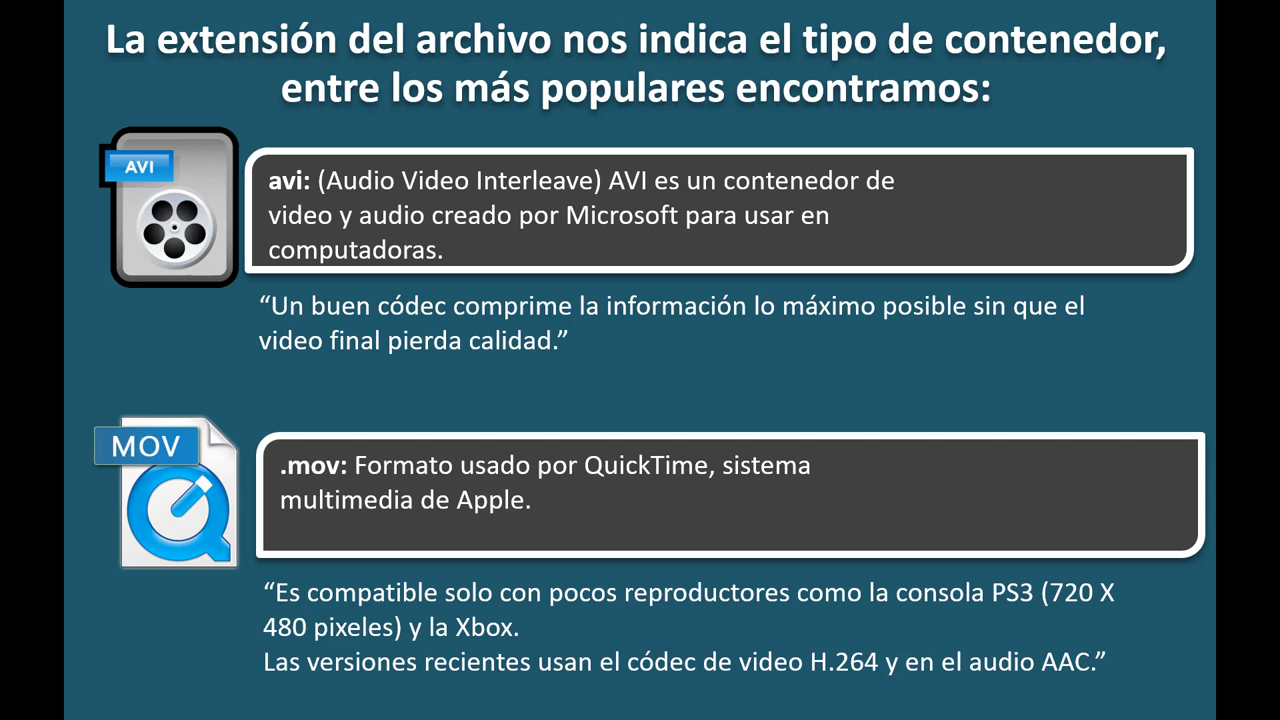 La extensión del archivo nos indica el tipo de contenedor,
entre los más populares encontramos:
AVI
avi: (Audio Video Interleave) AVI es un contenedor de
video y audio creado por Microsoft para usar en
computadoras.
“Un buen códec comprime la información lo máximo posible sin que el
video final pierda calidad.”
MOV
.mov: Formato usado por QuickTime, sistema
multimedia de Apple.
“Es compatible solo con pocos reproductores como la consola PS3 (720 X
480 pixeles) y la Xbox.
Las versiones recientes usan el códec de video H.264 y en el audio AAC.”